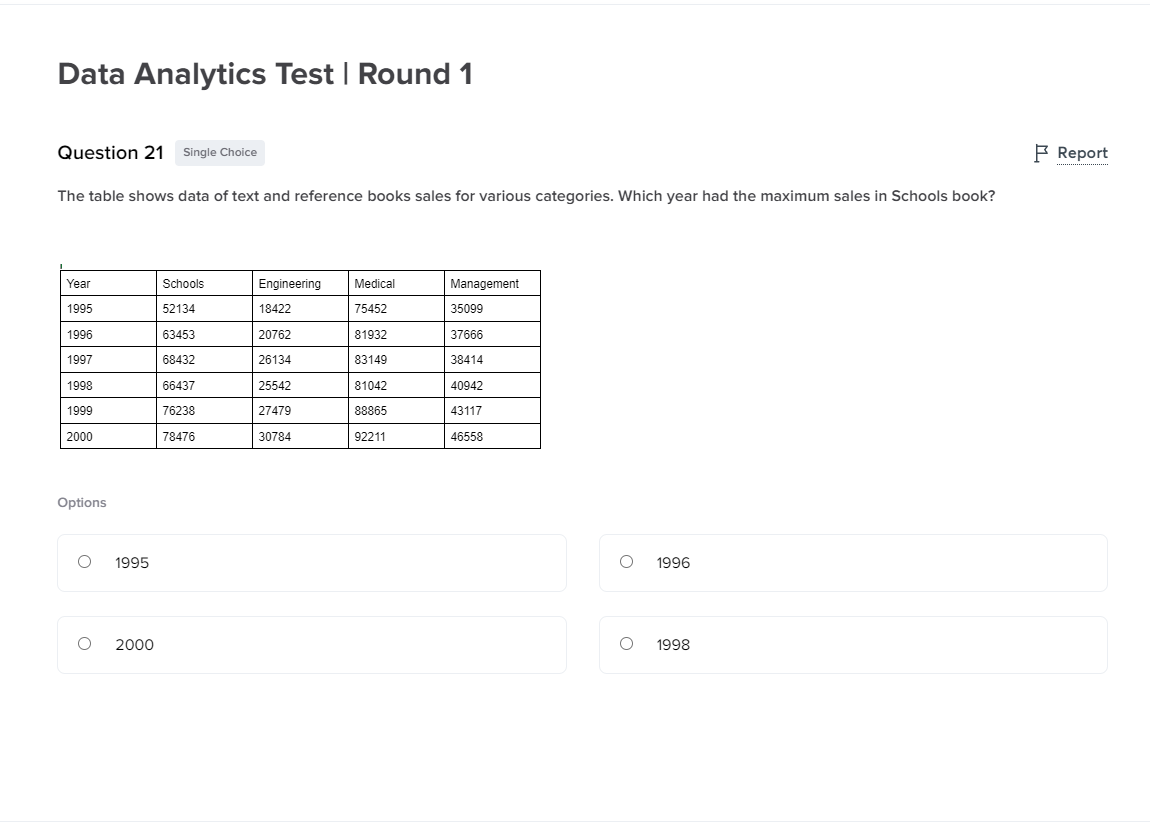 Data Analytics Test | Round 1
Question 21 Single Choice Report
The table shows data of text and reference books sales for various categories. Which year had the maximum sales in Schools book?
Year Schools Engineering Medical Management
1995 52134 18422 75452 35099
1996 63453 20762 81932 37666
1997 68432 26134 83149 38414
1998 66437 25542 81042 40942
1999 76238 27479 88865 43117
2000 78476 30784 92211 46558
Options
1995 1996
2000 1998